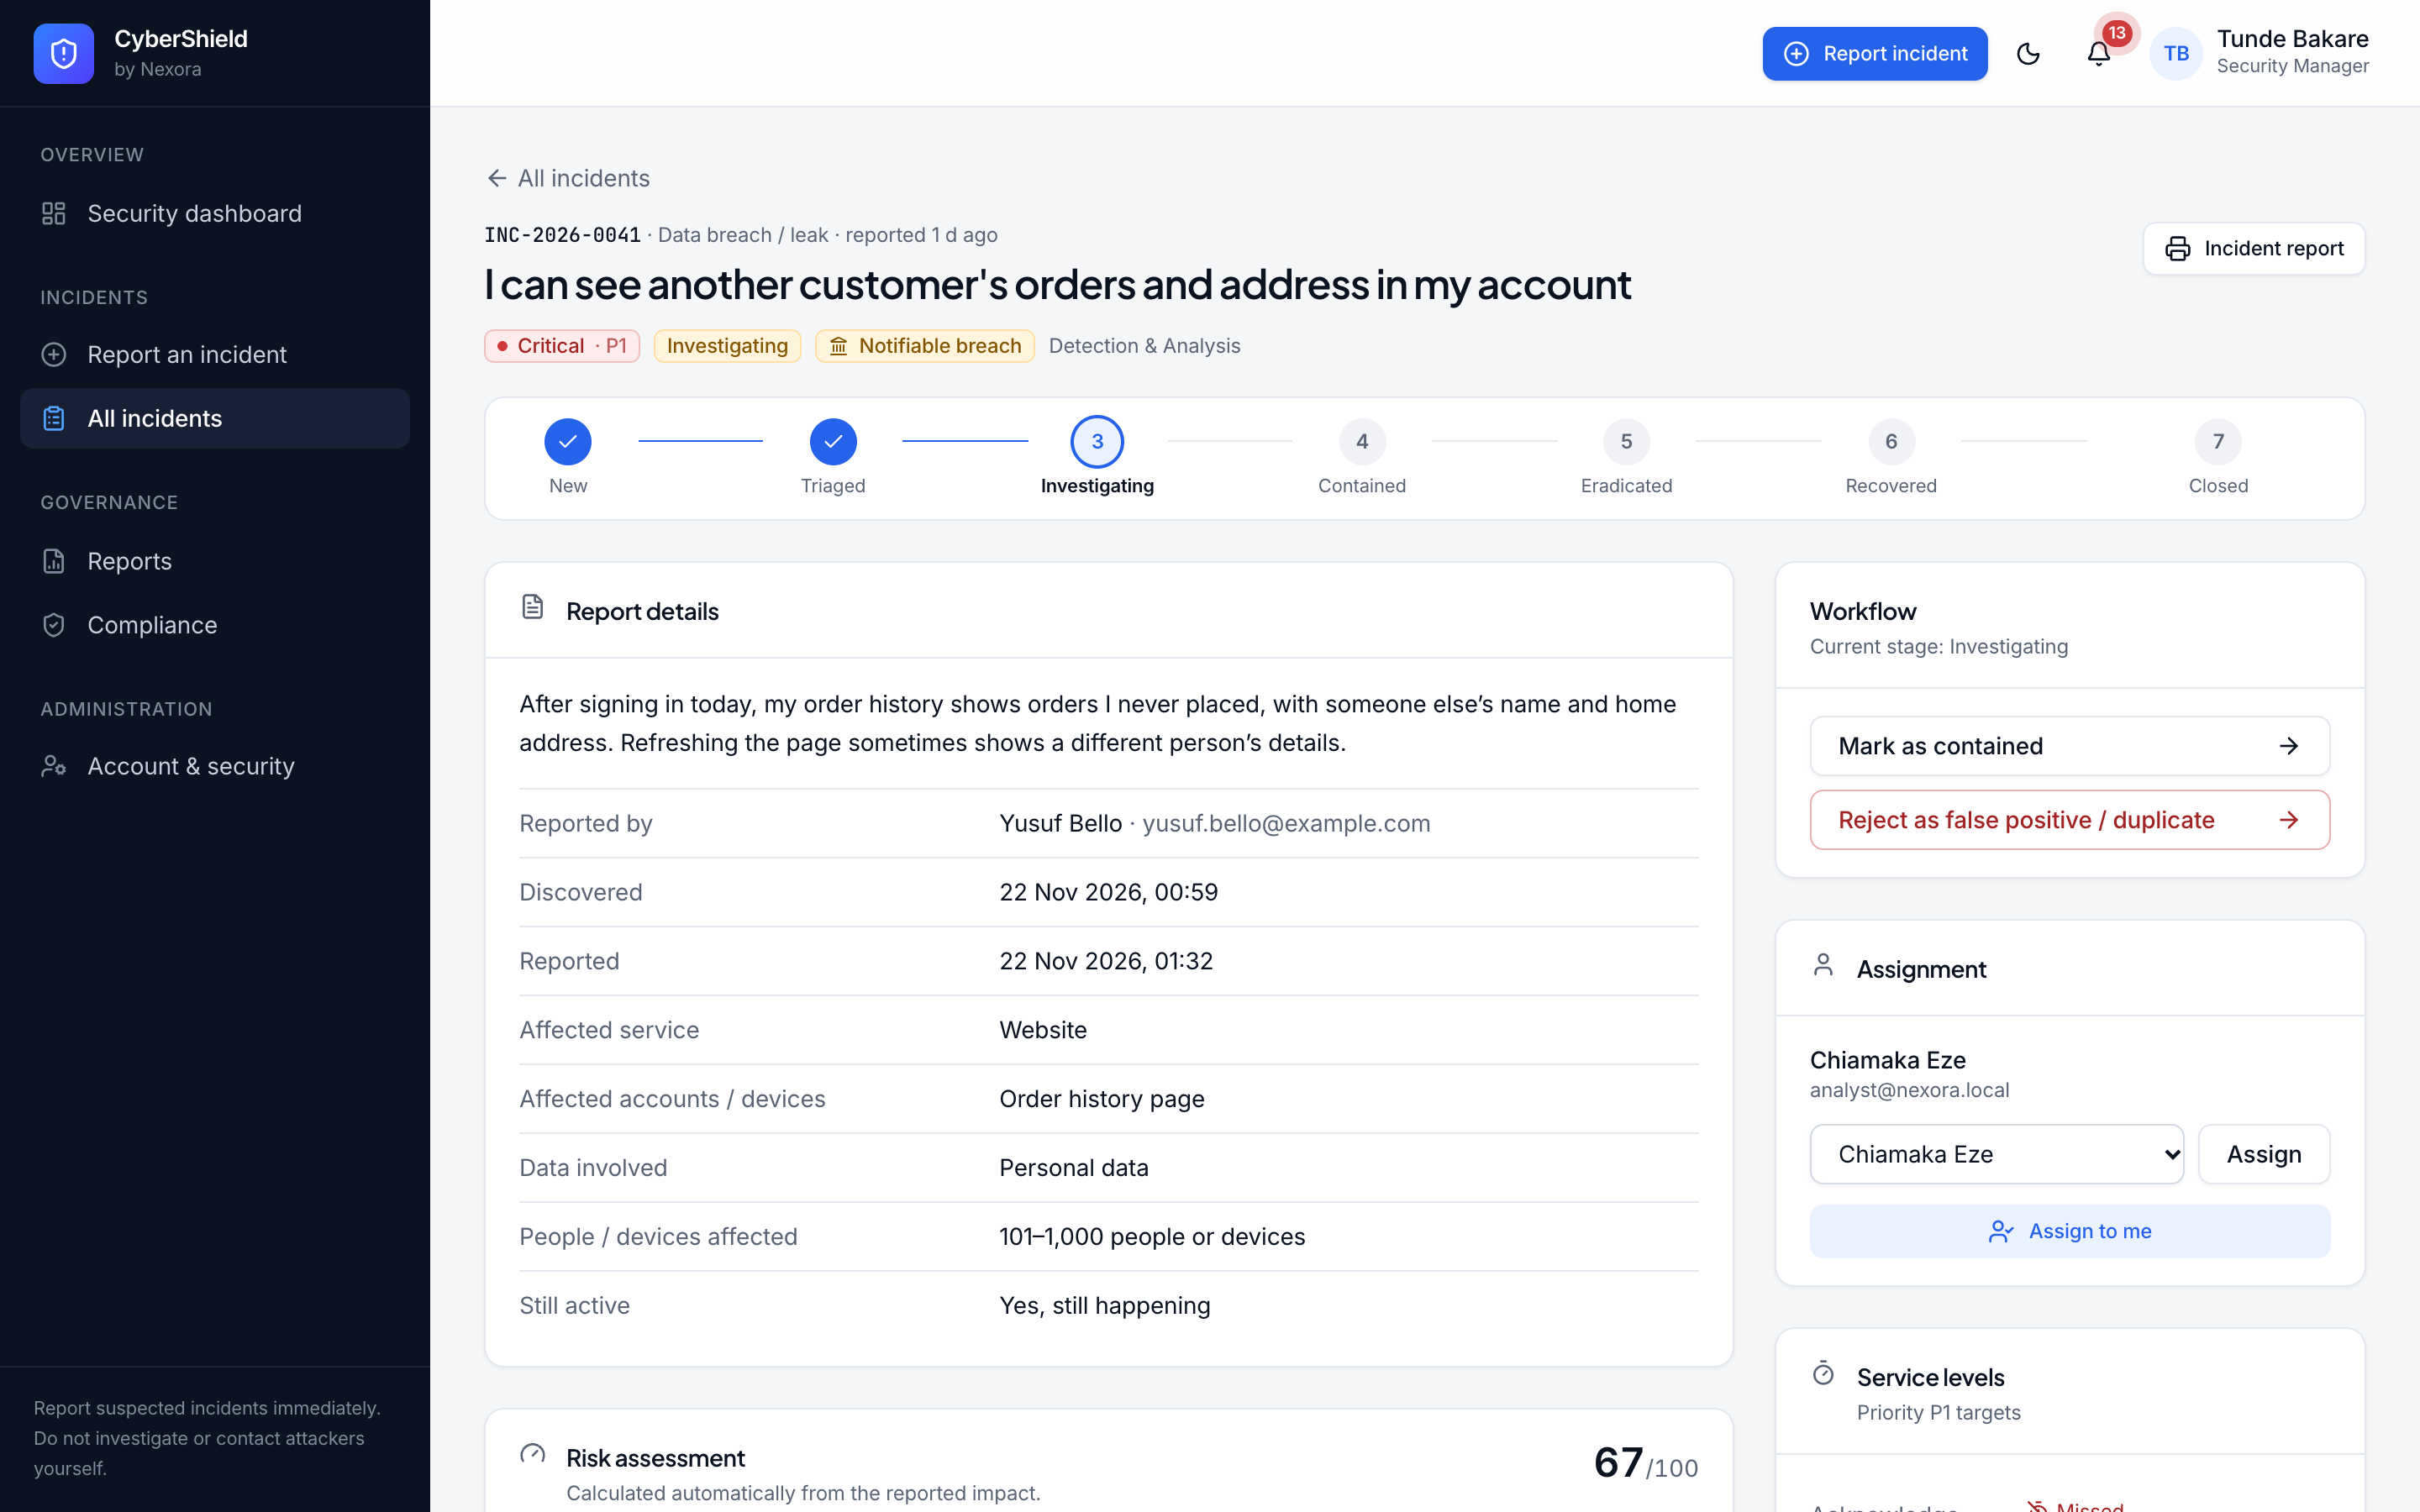 CyberShield
by Nexora
OVERVIEW
Security dashboard
INCIDENTS
Report an incident
All incidents
GOVERNANCE
Reports
Compliance
ADMINISTRATION
Account & security
Report suspected incidents immediately.
Do not investigate or contact attackers
yourself.
Report incident
13
TB
Tunde Bakare
Security Manager
All incidents
INC-2026-0041 · Data breach / leak · reported 1 d ago
I can see another customer's orders and address in my account
Critical · P1
Investigating
Notifiable breach
Detection & Analysis
Incident report
New
Triaged
3
Investigating
4
Contained
5
Eradicated
6
Recovered
7
Closed
Report details
After signing in today, my order history shows orders I never placed, with someone else’s name and home
address. Refreshing the page sometimes shows a different person’s details.
Reported by Yusuf Bello · yusuf.bello@example.com
Discovered 22 Nov 2026, 00:59
Reported 22 Nov 2026, 01:32
Affected service Website
Affected accounts / devices Order history page
Data involved Personal data
People / devices affected 101–1,000 people or devices
Still active Yes, still happening
Risk assessment
Calculated automatically from the reported impact.
67/100
Workflow
Current stage: Investigating
Mark as contained
Reject as false positive / duplicate
Assignment
Chiamaka Eze
analyst@nexora.local
Chiamaka Eze
Assign
Assign to me
Service levels
Priority P1 targets
Acknowledge Missed